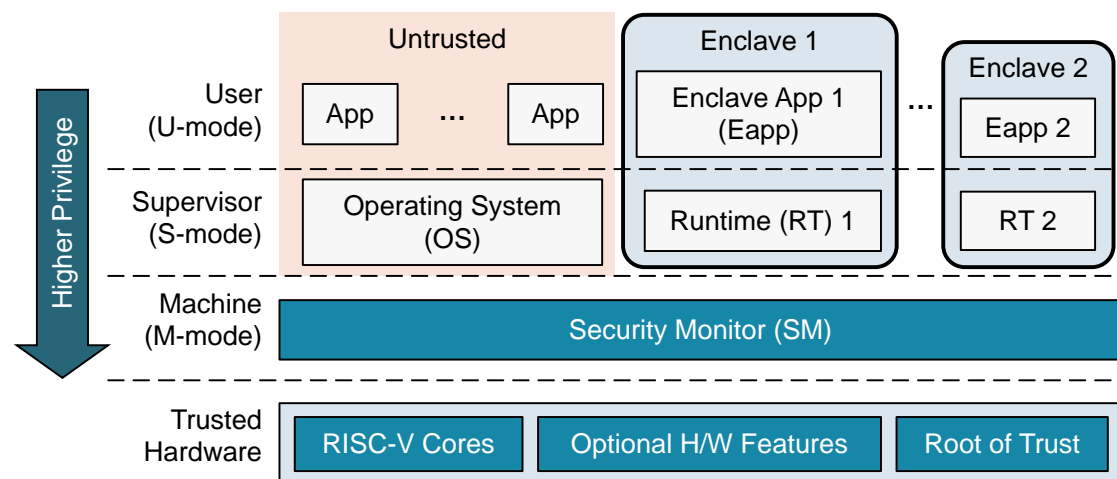 Higher Privilege
Untrusted
Enclave 1
Enclave 2
User
(U-mode)
App
...
App
Enclave App 1
(Eapp)
...
Eapp 2
Supervisor
(S-mode)
Operating System
(OS)
Runtime (RT) 1
RT 2
Machine
(M-mode)
Security Monitor (SM)
Trusted
Hardware
RISC-V Cores
Optional H/W Features
Root of Trust